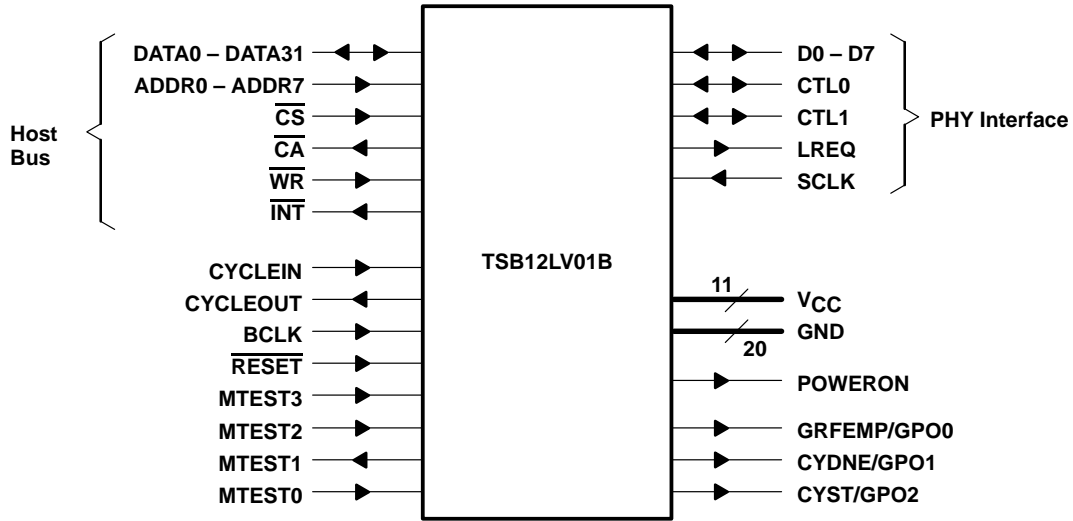 DATA0 – DATA31
ADDR0 – ADDR7
CS
CA
WR
INT
Host
Bus
CYCLEIN
CYCLEOUT
BCLK
RESET
MTEST3
MTEST2
MTEST1
MTEST0
TSB12LV01B
D0 – D7
CTL0
CTL1
LREQ
SCLK
PHY Interface
11
VCC
GND
20
POWERON
GRFEMP/GPO0
CYDNE/GPO1
CYST/GPO2